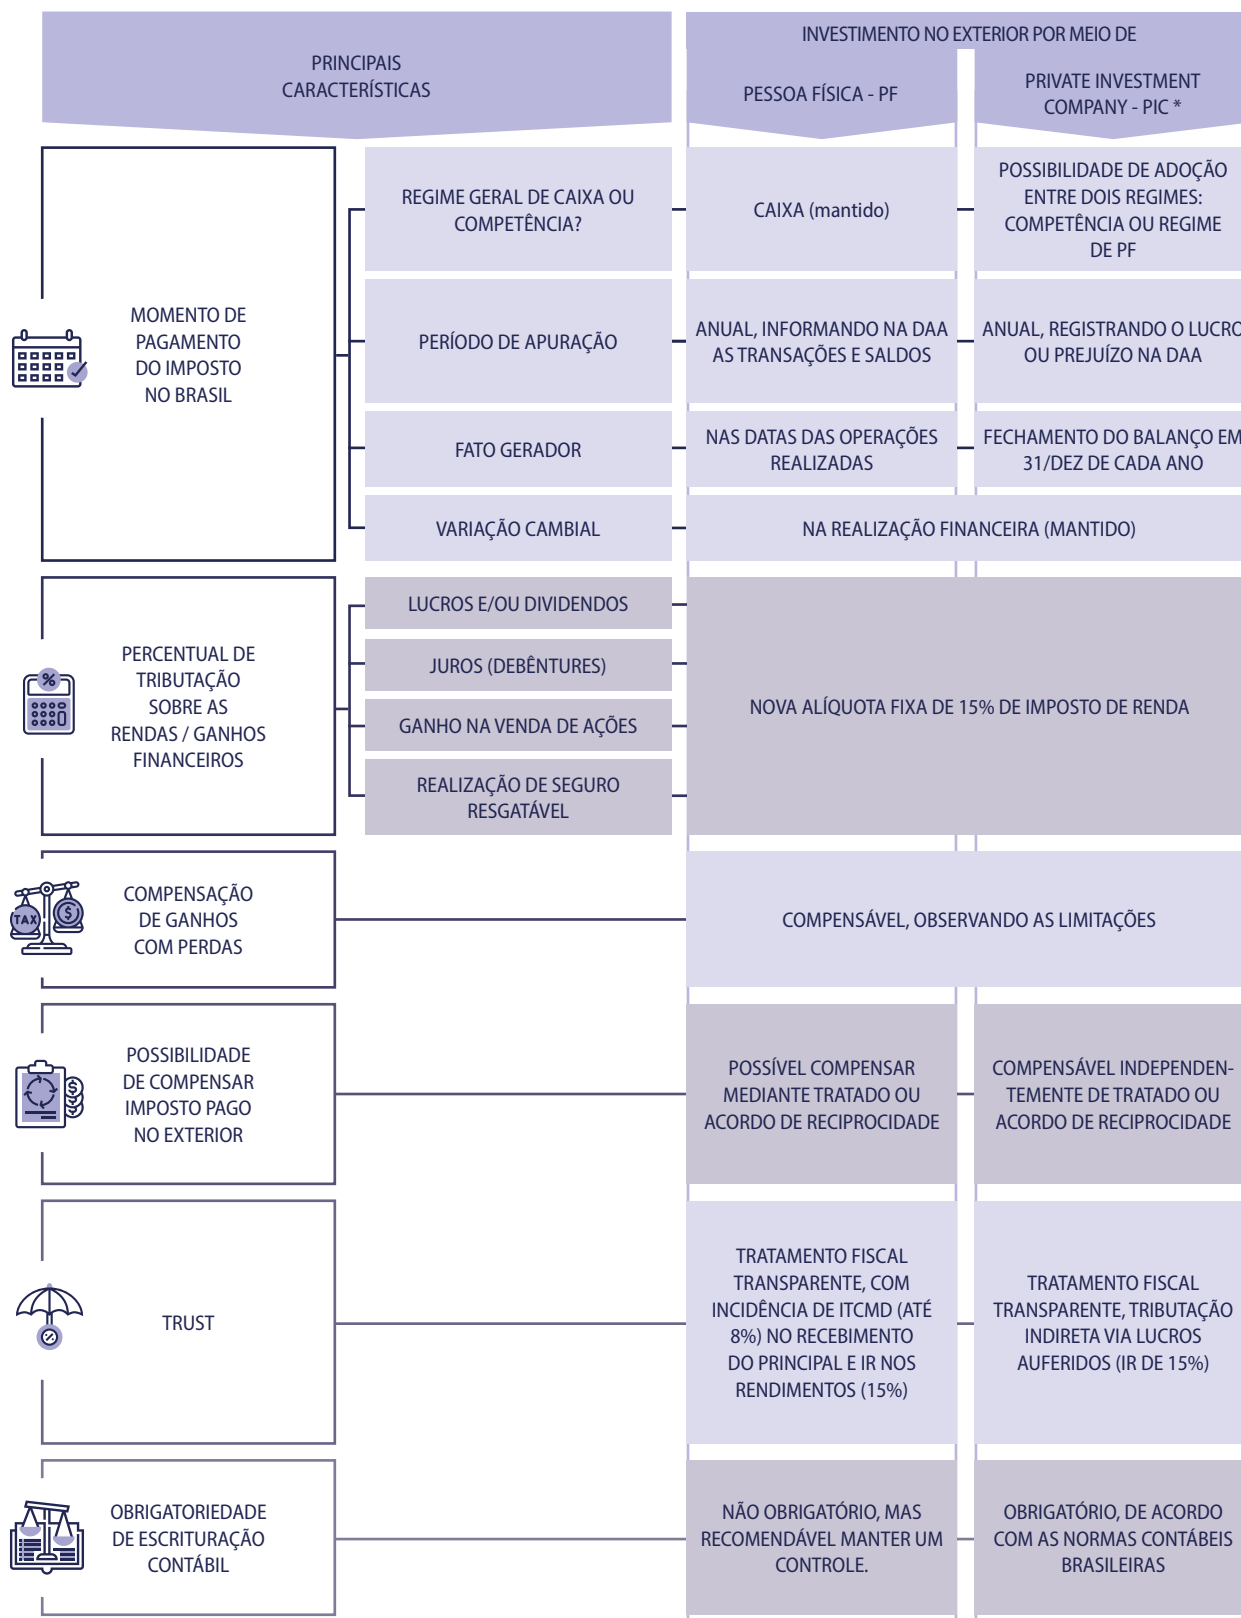 PRINCIPAIS
CARACTERÍSTICAS
INVESTIMENTO NO EXTERIOR POR MEIO DE
PESSOA FÍSICA - PF
PRIVATE INVESTMENT
COMPANY - PIC *
MOMENTO DE
PAGAMENTO
DO IMPOSTO
NO BRASIL
REGIME GERAL DE CAIXA OU
COMPETÊNCIA?
CAIXA (mantido)
POSSIBILIDADE DE ADOÇÃO
ENTRE DOIS REGIMES:
COMPETÊNCIA OU REGIME
DE PF
PERÍODO DE APURAÇÃO
ANUAL, INFORMANDO NA DAA
AS TRANSAÇÕES E SALDOS
ANUAL, REGISTRANDO O LUCRO
OU PREJUÍZO NA DAA
FATO GERADOR
NAS DATAS DAS OPERAÇÕES
REALIZADAS
FECHAMENTO DO BALANÇO EM
31/DEZ DE CADA ANO
VARIAÇÃO CAMBIAL
NA REALIZAÇÃO FINANCEIRA (MANTIDO)
%
PERCENTUAL DE
TRIBUTAÇÃO
SOBRE AS
RENDAS / GANHOS
FINANCEIROS
LUCROS E/OU DIVIDENDOS
JUROS (DEBÊNTURES)
GANHO NA VENDA DE AÇÕES
REALIZAÇÃO DE SEGURO
RESGATÁVEL
NOVA ALÍQUOTA FIXA DE 15% DE IMPOSTO DE RENDA
TAX $
COMPENSAÇÃO
DE GANHOS
COM PERDAS
COMPENSÁVEL, OBSERVANDO AS LIMITAÇÕES
$
$
POSSIBILIDADE
DE COMPENSAR
IMPOSTO PAGO
NO EXTERIOR
POSSÍVEL COMPENSAR
MEDIANTE TRATADO OU
ACORDO DE RECIPROCIDADE
COMPENSÁVEL INDEPENDEN-
TEMENTE DE TRATADO OU
ACORDO DE RECIPROCIDADE
%
TRUST
TRATAMENTO FISCAL
TRANSPARENTE, COM
INCIDÊNCIA DE ITCMD (ATÉ
8%) NO RECEBIMENTO
DO PRINCIPAL E IR NOS
RENDIMENTOS (15%)
TRATAMENTO FISCAL
TRANSPARENTE, TRIBUTAÇÃO
INDIRETA VIA LUCROS
AUFERIDOS (IR DE 15%)
OBRIGATORIEDADE
DE ESCRITURAÇÃO
CONTÁBIL
NÃO OBRIGATÓRIO, MAS
RECOMENDÁVEL MANTER UM
CONTROLE.
OBRIGATÓRIO, DE ACORDO
COM AS NORMAS CONTÁBEIS
BRASILEIRAS